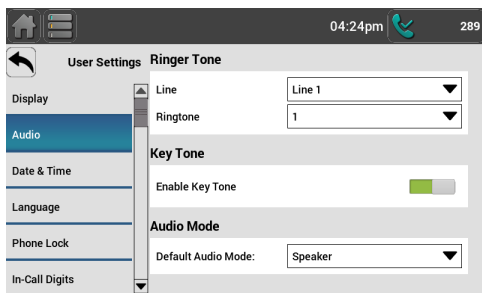 04:24pm 289
User Settings
Display
Audio
Date & Time
Language
Phone Lock
In-Call Digits
Ringer Tone
Line Line 1
Ringtone 1
Key Tone
Enable Key Tone
Audio Mode
Default Audio Mode: Speaker